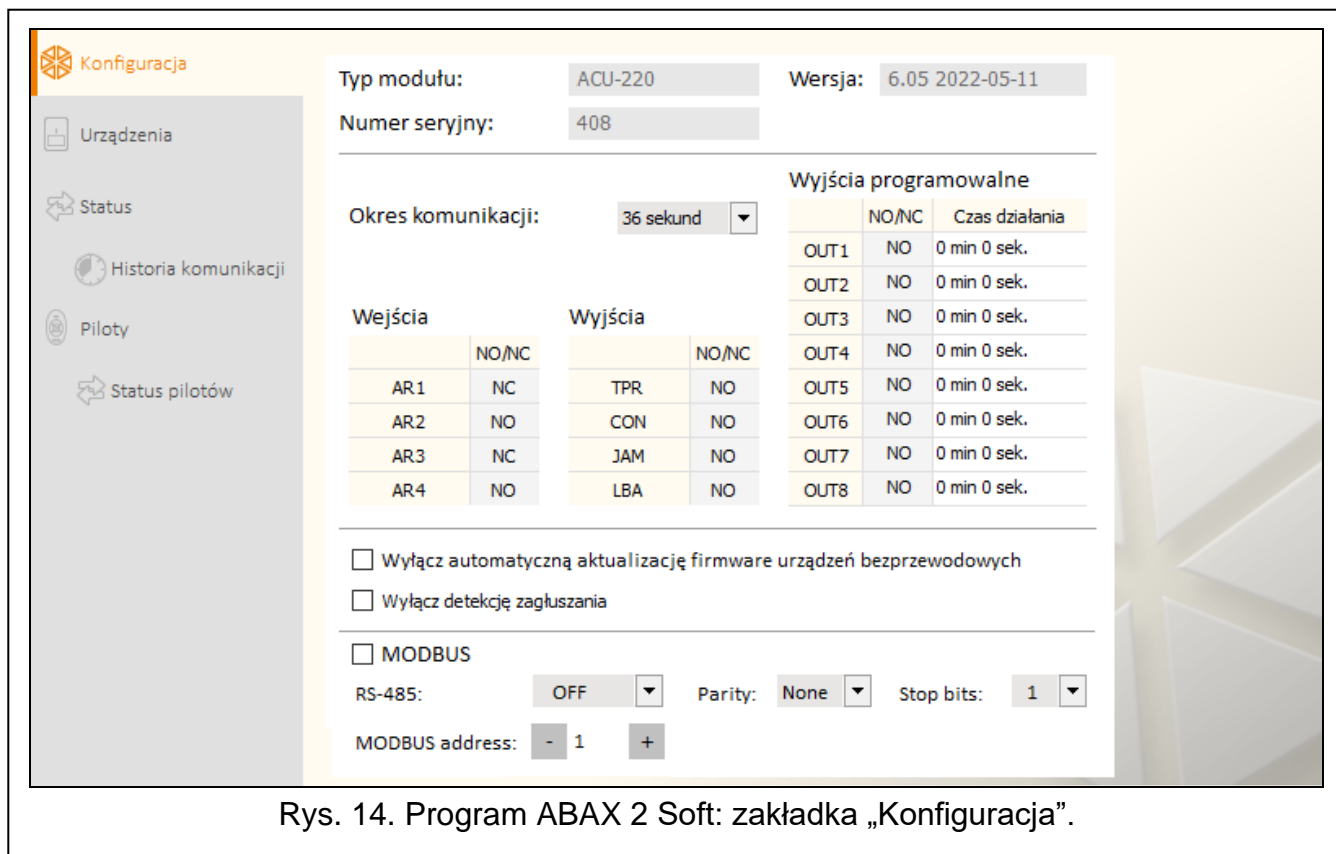 Konfiguracja
Urządzenia
Status
Historia komunikacji
Piloty
Status pilotów
Typ modułu: ACU-220 Wersja: 6.05 2022-05-11
Numer seryjny: 408
Okres komunikacji: 36 sekund
Wejścia
NO/NC
AR1 NC
AR2 NO
AR3 NC
AR4 NO
Wyjścia
NO/NC
TPR NO
CON NO
JAM NO
LBA NO
Wyjścia programowalne
NO/NC Czas działania
OUT1 NO 0 min 0 sek.
OUT2 NO 0 min 0 sek.
OUT3 NO 0 min 0 sek.
OUT4 NO 0 min 0 sek.
OUT5 NO 0 min 0 sek.
OUT6 NO 0 min 0 sek.
OUT7 NO 0 min 0 sek.
OUT8 NO 0 min 0 sek.
Wyłącz automatyczną aktualizację firmware urządzeń bezprzewodowych
Wyłącz detekcję zagłuszania
MODBUS
RS-485: OFF Parity: None Stop bits: 1
MODBUS address: - 1 +
Rys. 14. Program ABAX 2 Soft: zakładka „Konfiguracja”.